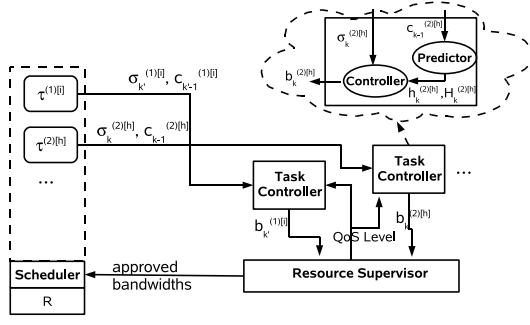 σk(2)[h]
ck-1(2)[h]
Predictor
Controller
bk(2)[h]
hk(2)[h],Hk(2)[h]
σk'(1)[i], ck'-1(1)[i]
τ(1)[i]
σk(2)[h], ck-1(2)[h]
τ(2)[h]
...
Task
Controller
Task
Controller
...
bk'(1)[i]
bk(2)[h]
QoS Level
Scheduler
approved
bandwidths
Resource Supervisor
R